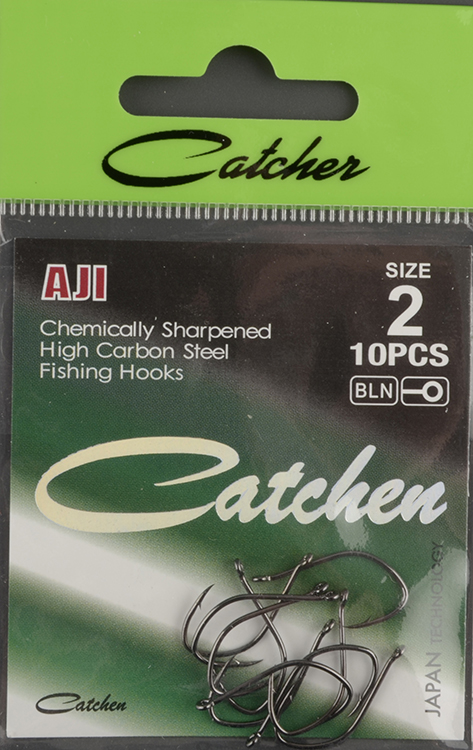 Catcher
AJI
SIZE
2
10PCS
BLN
Chemically Sharpened
High Carbon Steel
Fishing Hooks
Catchen
JAPAN TECHNOLOGY
Catchen